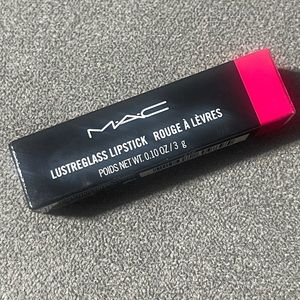 MAC
LUSTREGLASS LIPSTICK ROUGE À LÈVRES
POIDS NET WT. 0.10 OZ / 3 g